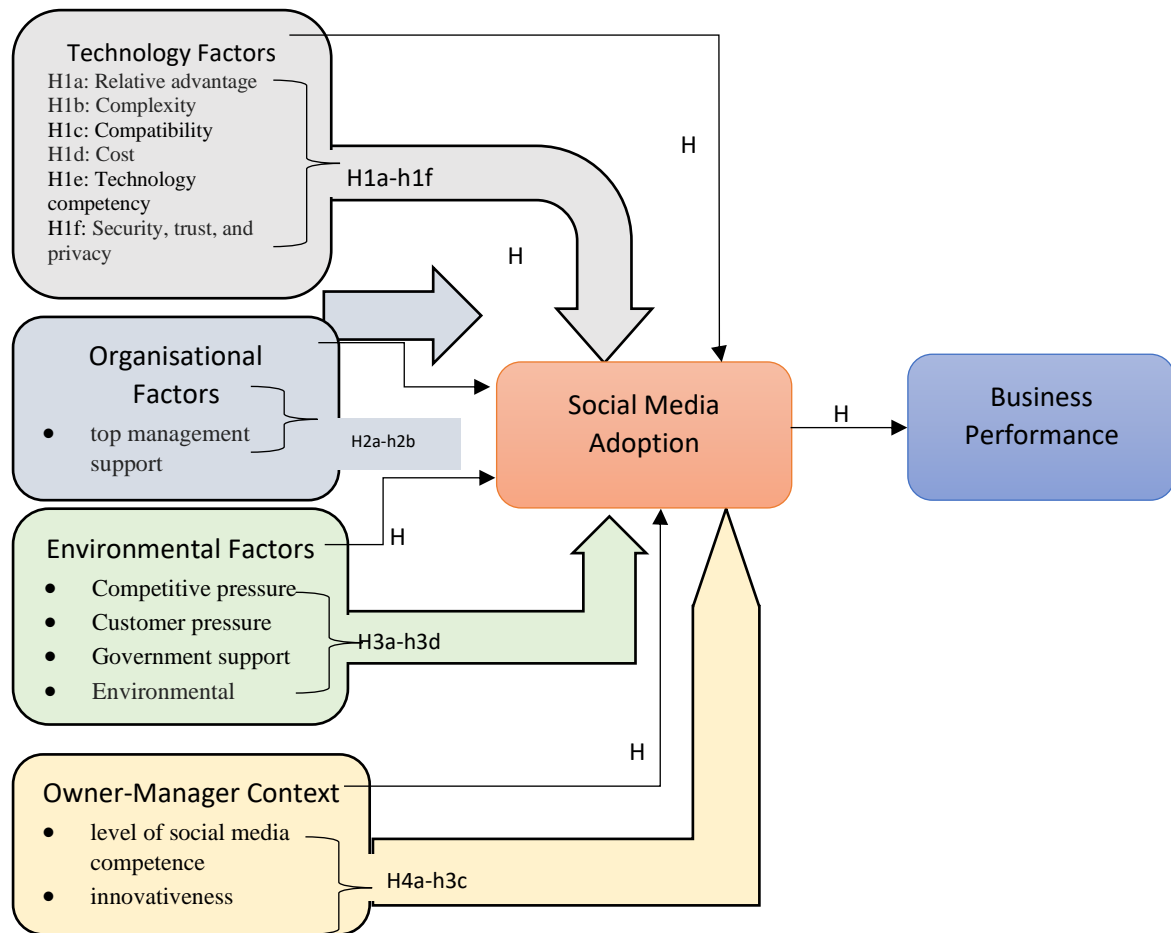 Technology Factors
H1a: Relative advantage
H1b: Complexity
H1c: Compatibility
H1d: Cost
H1e: Technology
competency
H1f: Security, trust, and
privacy
H1a-h1f
H
H
Organisational
Factors
• top management
support
H2a-h2b
Social Media
Adoption
H
Business
Performance
Environmental Factors
• Competitive pressure
• Customer pressure
• Government support
• Environmental
H
H3a-h3d
Owner-Manager Context
• level of social media
competence
• innovativeness
H
H4a-h3c